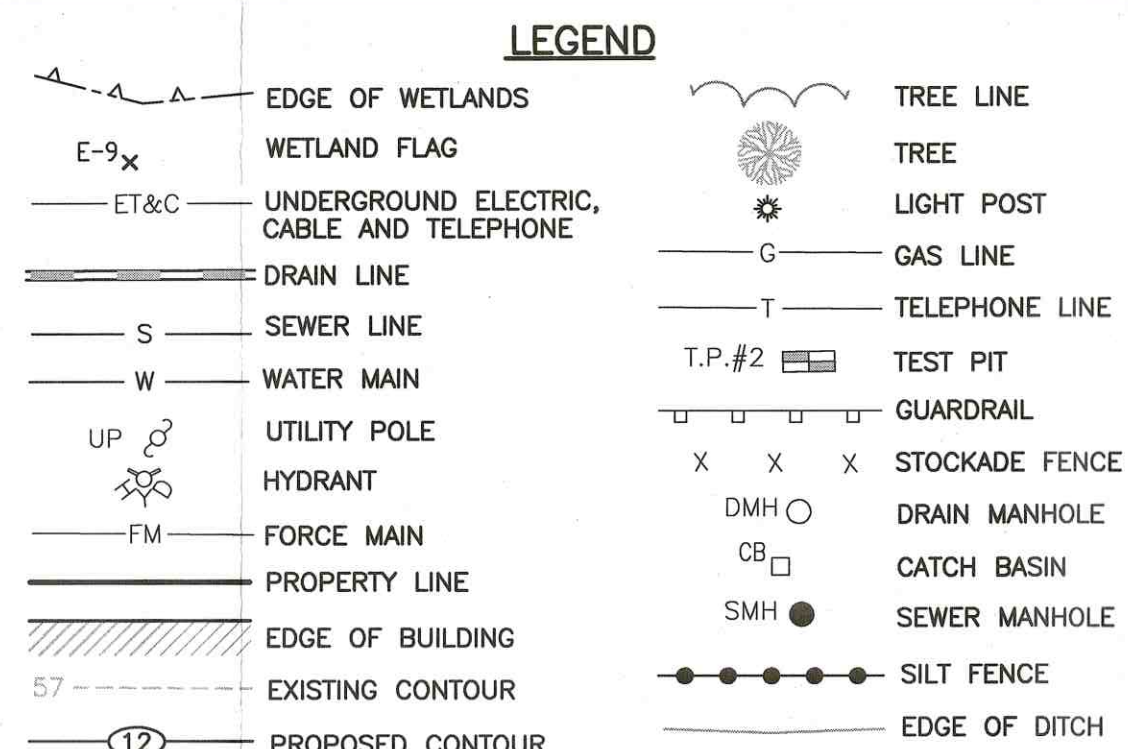 LEGEND
EDGE OF WETLANDS
E-9x WETLAND FLAG
ET&C UNDERGROUND ELECTRIC,
CABLE AND TELEPHONE
DRAIN LINE
S SEWER LINE
W WATER MAIN
UP UTILITY POLE
HYDRANT
FM FORCE MAIN
PROPERTY LINE
EDGE OF BUILDING
57 EXISTING CONTOUR
12 PROPOSED CONTOUR
TREE LINE
TREE
LIGHT POST
G GAS LINE
T TELEPHONE LINE
T.P.#2 TEST PIT
GUARDRAIL
X X X STOCKADE FENCE
DMH DRAIN MANHOLE
CB CATCH BASIN
SMH SEWER MANHOLE
SILT FENCE
EDGE OF DITCH